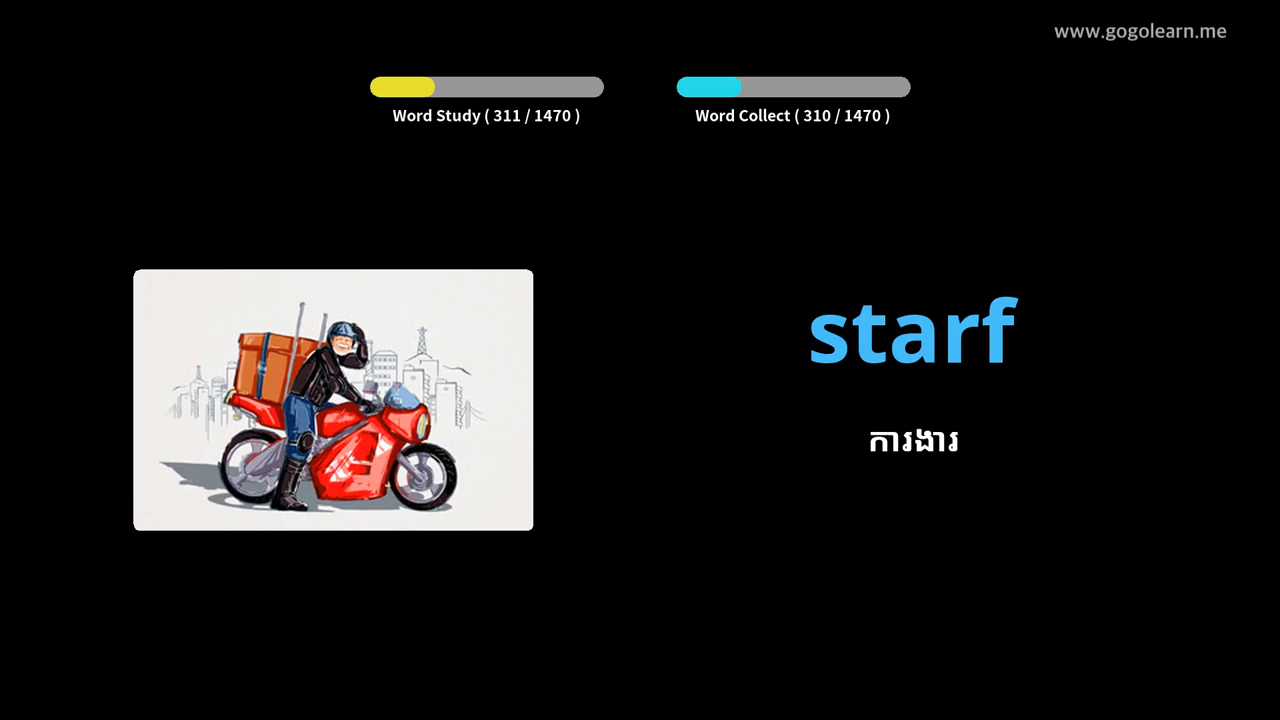 www.gogolearn.me
Word Study ( 311 / 1470 )
Word Collect ( 310 / 1470 )
starf
ការងារ